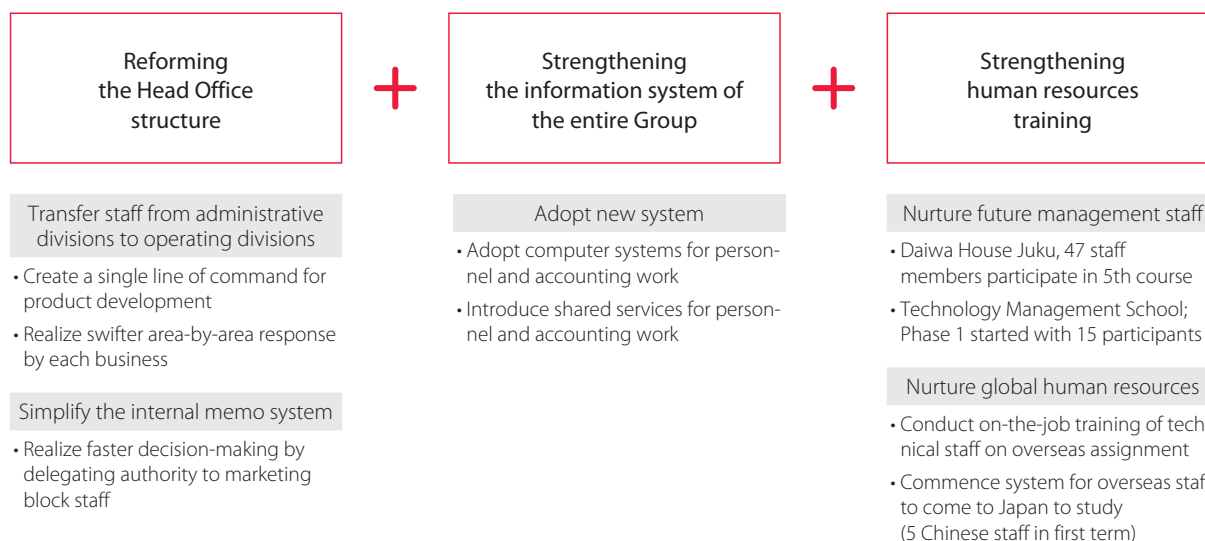 Reforming
the Head Office
structure
Strengthening
the information system of
the entire Group
Strengthening
human resources
training
Transfer staff from administrative
divisions to operating divisions
• Create a single line of command for
product development
• Realize swifter area-by-area response
by each business
Simplify the internal memo system
• Realize faster decision-making by
delegating authority to marketing
block staff
Adopt new system
• Adopt computer systems for person-
nel and accounting work
• Introduce shared services for person-
nel and accounting work
Nurture future management staff
• Daiwa House Juku, 47 staff
members participate in 5th course
• Technology Management School;
Phase 1 started with 15 participants
Nurture global human resources
• Conduct on-the-job training of tech
nical staff on overseas assignment
• Commence system for overseas staf
to come to Japan to study
(5 Chinese staff in first term)